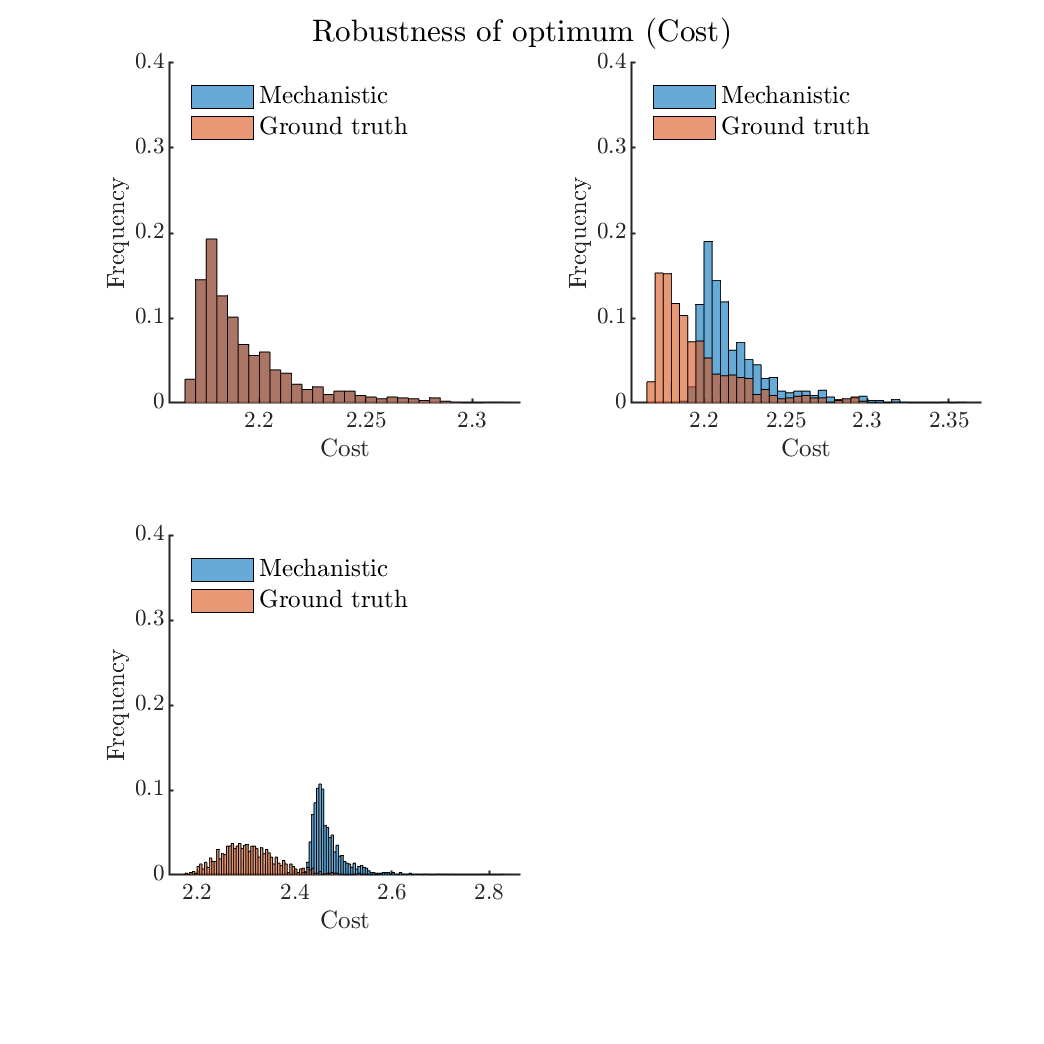 Robustness of optimum (Cost)
0.4
0.3
0.2
0.1
0
Frequency
Mechanistic
Ground truth
2.2 2.25 2.3
Cost
0.4
0.3
0.2
0.1
0
Frequency
Mechanistic
Ground truth
2.2 2.25 2.3 2.35
Cost
0.4
0.3
0.2
0.1
0
Frequency
Mechanistic
Ground truth
2.2 2.4 2.6 2.8
Cost